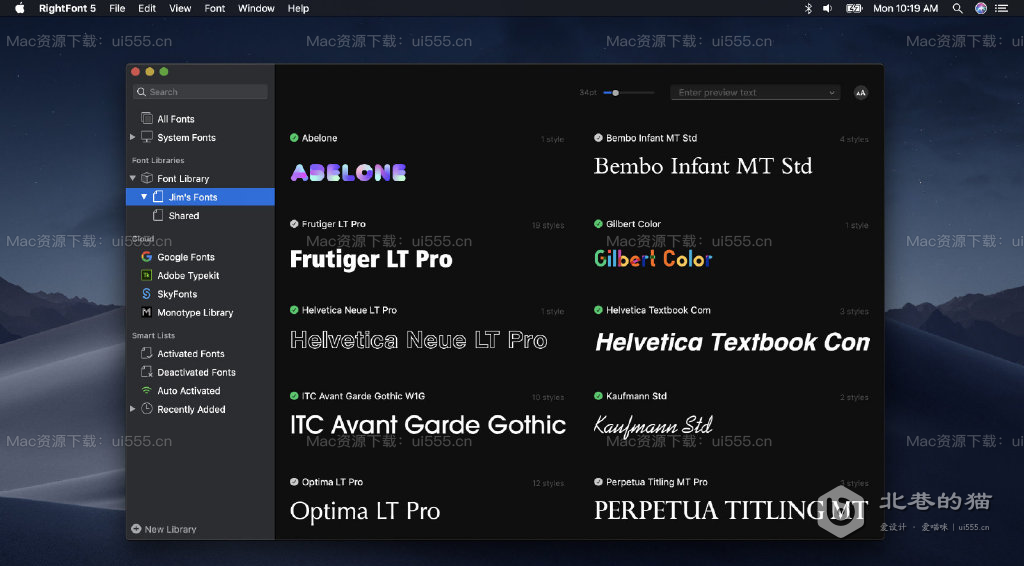 RightFont 5 File Edit View Font Window Help Mon 10:19 AM
Mac资源下载：ui555.cn Mac资源下载：ui555.cn Mac资源下载：ui555.cn Mac资源下载：
34pt Enter preview text AA
Search
All Fonts
System Fonts
Font Libraries
Font Library
Jim's Fonts
Shared
Cloud
Google Fonts
Adobe Typekit
SkyFonts
Monotype Library
Smart Lists
Activated Fonts
Deactivated Fonts
Auto Activated
Recently Added
New Library
Abelone 1 style
ABELONE
Bembo Infant MT Std 4 styles
Bembo Infant MT Std
Mac资源下载：ui555.cn Mac资源下载：ui555.cn Mac资源下载：ui555.cn Mac资源下载：
Frutiger LT Pro 19 styles
Frutiger LT Pro
Gilbert Color 1 style
Gilbert Color
Helvetica Neue LT Pro 1 style
Helvetica Neue LT Pro
Helvetica Textbook Com 3 styles
Helvetica Textbook Con
ITC Avant Garde Gothic W1G 10 styles
ITC Avant Garde Gothic
Kaufmann Std 2 styles
Kaufmann Std
Mac资源下载：ui555.cn Mac资源下载：ui555.cn Mac资源下载：ui555.cn Mac资源下载：
Optima LT Pro 12 styles
Optima LT Pro
Perpetua Titling MT Pro 3 styles
PERPETUA TITLING MT
北巷的猫
爱设计 · 爱喵咪 | ui555.cn